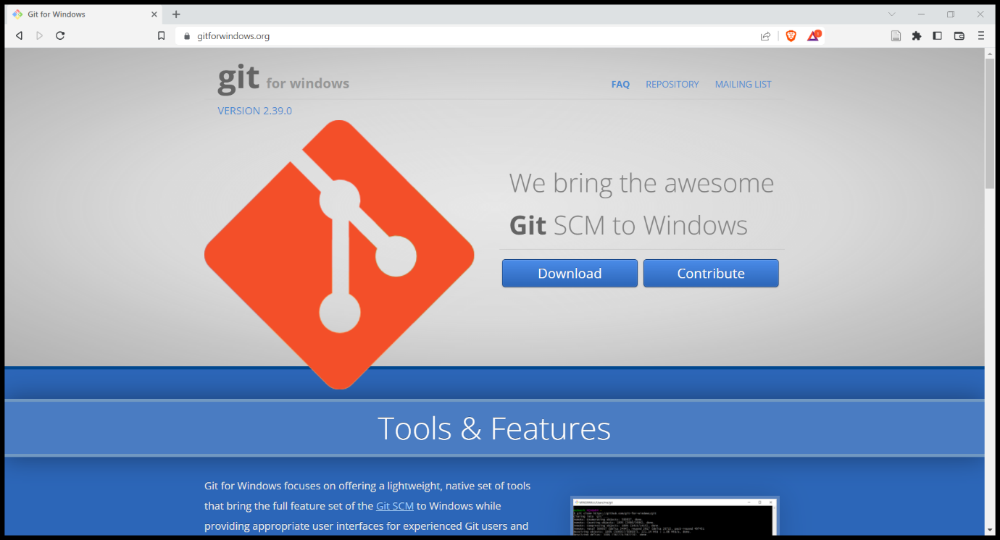 Git for Windows
gitforwindows.org
1
git for windows
FAQ REPOSITORY MAILING LIST
VERSION 2.39.0
We bring the awesome
Git SCM to Windows
Download Contribute
Tools & Features
Git for Windows focuses on offering a lightweight, native set of tools
that bring the full feature set of the Git SCM to Windows while
providing appropriate user interfaces for experienced Git users and